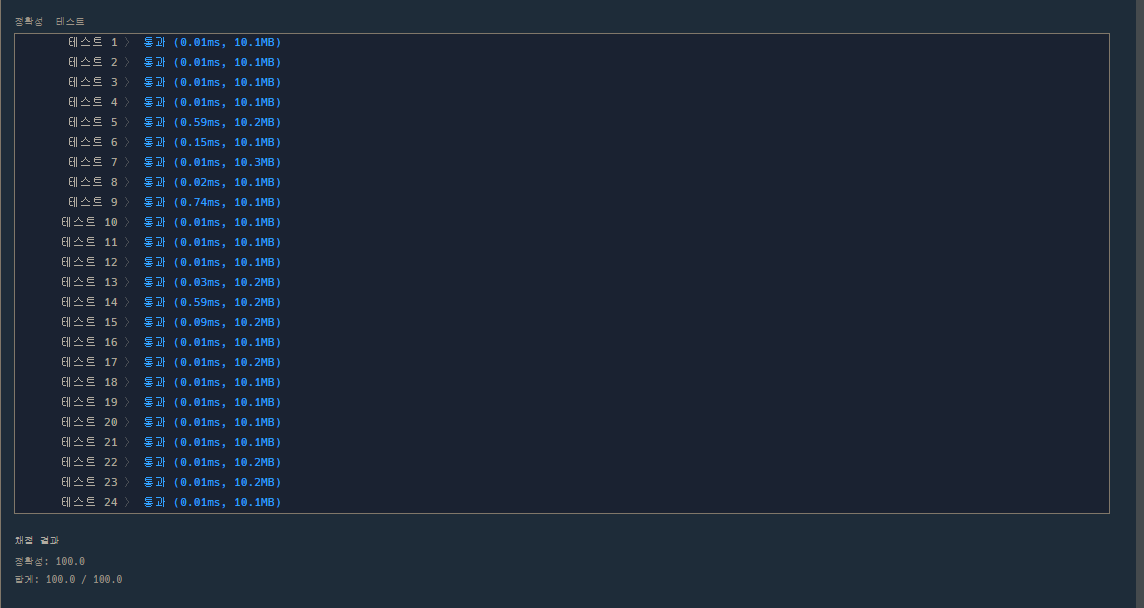 정확성 테스트
테스트 1 〉 통과 (0.01ms, 10.1MB)
테스트 2 〉 통과 (0.01ms, 10.1MB)
테스트 3 〉 통과 (0.01ms, 10.1MB)
테스트 4 〉 통과 (0.01ms, 10.1MB)
테스트 5 〉 통과 (0.59ms, 10.2MB)
테스트 6 〉 통과 (0.15ms, 10.1MB)
테스트 7 〉 통과 (0.01ms, 10.3MB)
테스트 8 〉 통과 (0.02ms, 10.1MB)
테스트 9 〉 통과 (0.74ms, 10.1MB)
테스트 10 〉 통과 (0.01ms, 10.1MB)
테스트 11 〉 통과 (0.01ms, 10.1MB)
테스트 12 〉 통과 (0.01ms, 10.1MB)
테스트 13 〉 통과 (0.03ms, 10.2MB)
테스트 14 〉 통과 (0.59ms, 10.2MB)
테스트 15 〉 통과 (0.09ms, 10.2MB)
테스트 16 〉 통과 (0.01ms, 10.1MB)
테스트 17 〉 통과 (0.01ms, 10.2MB)
테스트 18 〉 통과 (0.01ms, 10.1MB)
테스트 19 〉 통과 (0.01ms, 10.1MB)
테스트 20 〉 통과 (0.01ms, 10.1MB)
테스트 21 〉 통과 (0.01ms, 10.1MB)
테스트 22 〉 통과 (0.01ms, 10.2MB)
테스트 23 〉 통과 (0.01ms, 10.2MB)
테스트 24 〉 통과 (0.01ms, 10.1MB)
채점 결과
정확성: 100.0
합계: 100.0 / 100.0